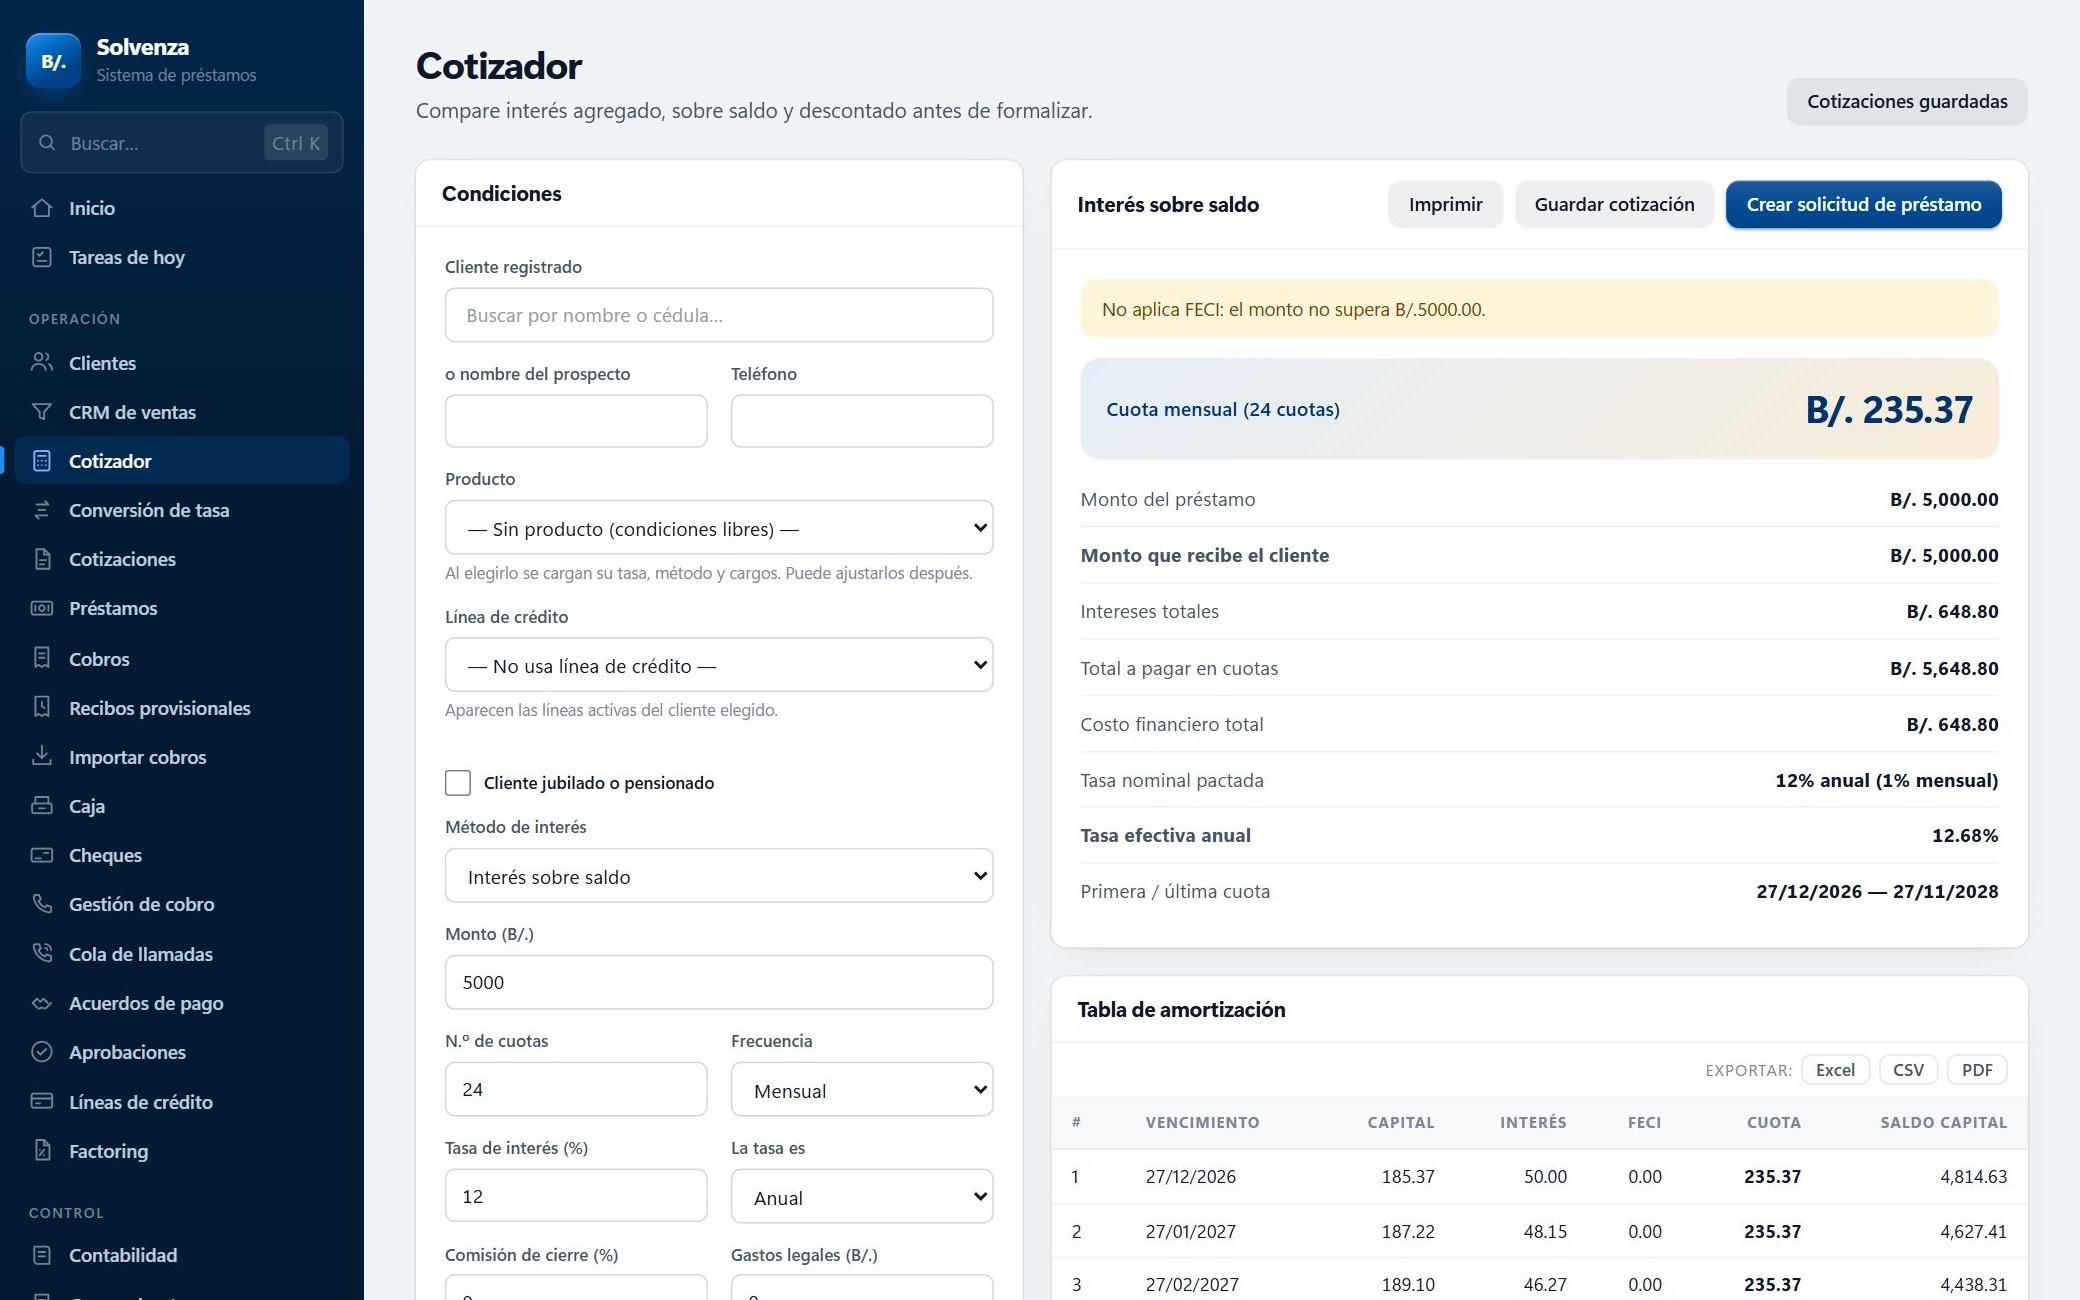 B/.
Solvenza
Sistema de préstamos
Buscar...
Ctrl K
Inicio
Tareas de hoy
OPERACIÓN
Clientes
CRM de ventas
Cotizador
Conversión de tasa
Cotizaciones
Préstamos
Cobros
Recibos provisionales
Importar cobros
Caja
Cheques
Gestión de cobro
Cola de llamadas
Acuerdos de pago
Aprobaciones
Líneas de crédito
Factoring
CONTROL
Contabilidad
Cotizador
Compare interés agregado, sobre saldo y descontado antes de formalizar.
Cotizaciones guardadas
Condiciones
Cliente registrado
Buscar por nombre o cédula...
o nombre del prospecto
Teléfono
Producto
— Sin producto (condiciones libres) —
Al elegirlo se cargan su tasa, método y cargos. Puede ajustarlos después.
Línea de crédito
— No usa línea de crédito —
Aparecen las líneas activas del cliente elegido.
Cliente jubilado o pensionado
Método de interés
Interés sobre saldo
Monto (B/.)
5000
N.º de cuotas
Frecuencia
24
Mensual
Tasa de interés (%)
La tasa es
12
Anual
Comisión de cierre (%)
Gastos legales (B/.)
Interés sobre saldo
Imprimir
Guardar cotización
Crear solicitud de préstamo
No aplica FECI: el monto no supera B/.5000.00.
Cuota mensual (24 cuotas)
B/. 235.37
Monto del préstamo
B/. 5,000.00
Monto que recibe el cliente
B/. 5,000.00
Intereses totales
B/. 648.80
Total a pagar en cuotas
B/. 5,648.80
Costo financiero total
B/. 648.80
Tasa nominal pactada
12% anual (1% mensual)
Tasa efectiva anual
12.68%
Primera / última cuota
27/12/2026 — 27/11/2028
Tabla de amortización
EXPORTAR: Excel CSV PDF
# VENCIMIENTO CAPITAL INTERÉS FECI CUOTA SALDO CAPITAL
1 27/12/2026 185.37 50.00 0.00 235.37 4,814.63
2 27/01/2027 187.22 48.15 0.00 235.37 4,627.41
3 27/02/2027 189.10 46.27 0.00 235.37 4,438.31